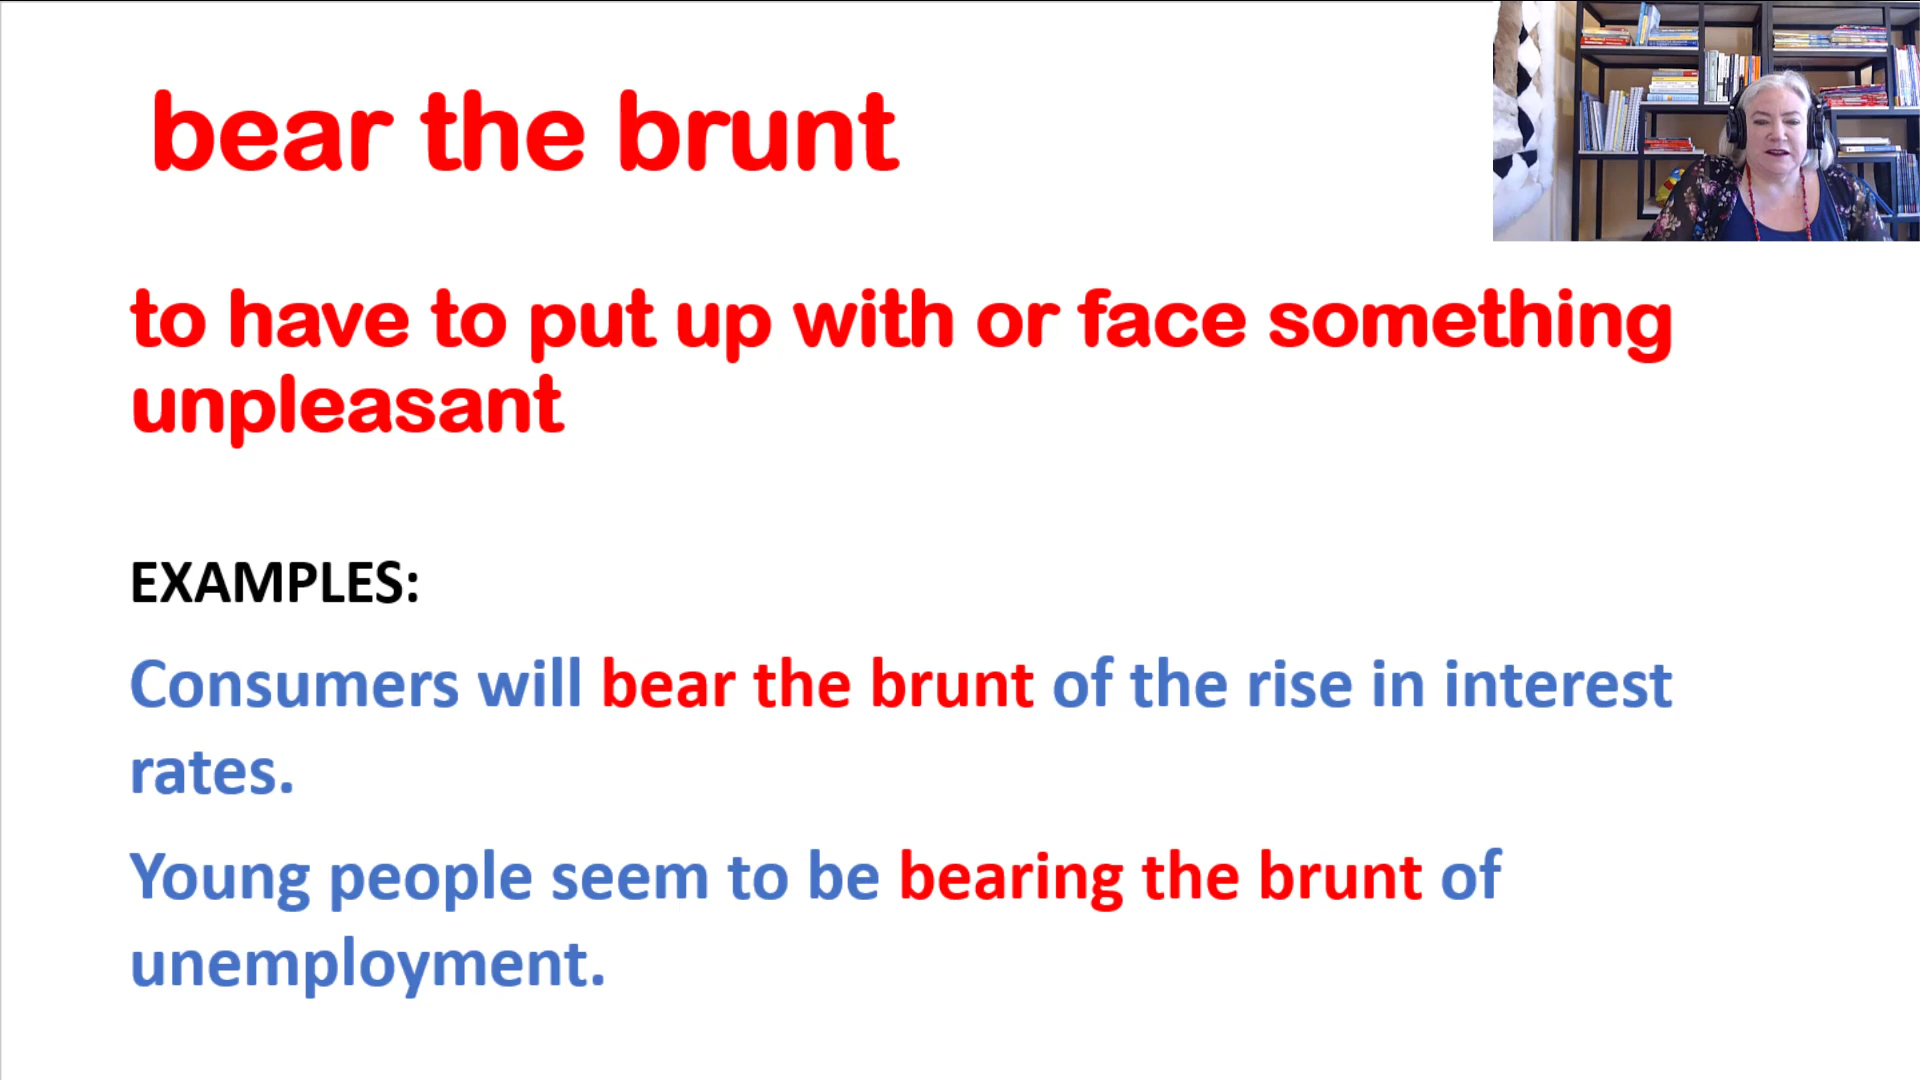 bear the brunt
to have to put up with or face something
unpleasant
EXAMPLES:
Consumers will bear the brunt of the rise in interest
rates.
Young people seem to be bearing the brunt of
unemployment.